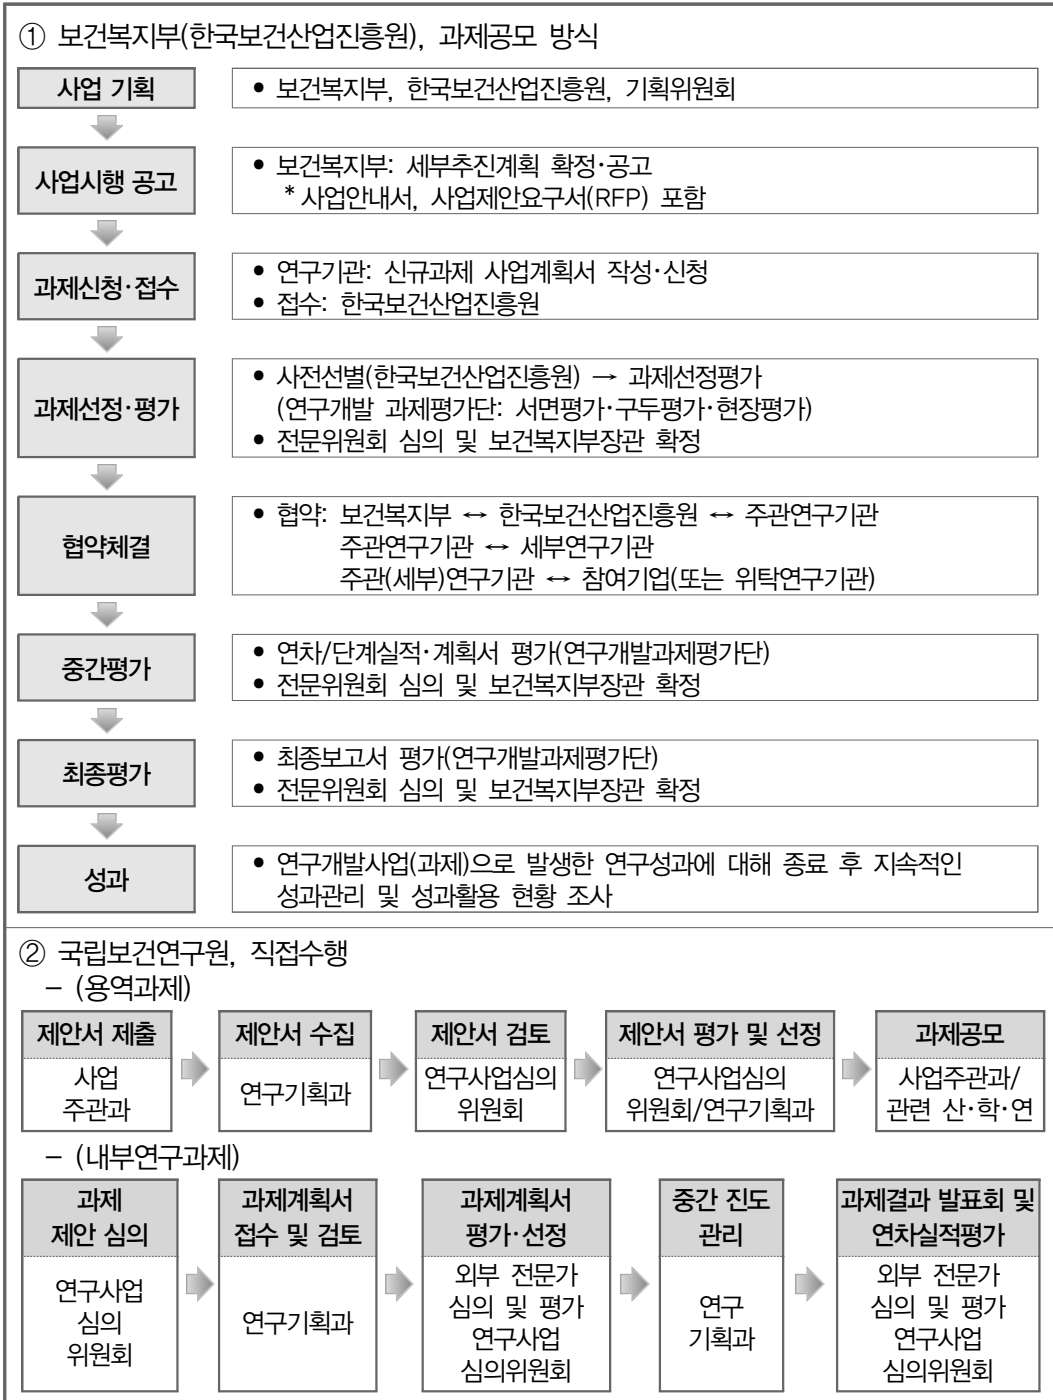 ① 보건복지부(한국보건산업진흥원), 과제공모 방식
사업 기획
• 보건복지부, 한국보건산업진흥원, 기획위원회
사업시행 공고
• 보건복지부: 세부추진계획 확정·공고
* 사업안내서, 사업제안요구서(RFP) 포함
과제신청·접수
• 연구기관: 신규과제 사업계획서 작성·신청
• 접수: 한국보건산업진흥원
과제선정·평가
• 사전선별(한국보건산업진흥원) → 과제선정평가
(연구개발 과제평가단: 서면평가·구두평가·현장평가)
• 전문위원회 심의 및 보건복지부장관 확정
협약체결
• 협약: 보건복지부 ↔ 한국보건산업진흥원 ↔ 주관연구기관
주관연구기관 ↔ 세부연구기관
주관(세부)연구기관 ↔ 참여기업(또는 위탁연구기관)
중간평가
• 연차/단계실적·계획서 평가(연구개발과제평가단)
• 전문위원회 심의 및 보건복지부장관 확정
최종평가
• 최종보고서 평가(연구개발과제평가단)
• 전문위원회 심의 및 보건복지부장관 확정
성과
• 연구개발사업(과제)으로 발생한 연구성과에 대해 종료 후 지속적인
성과관리 및 성과활용 현황 조사
② 국립보건연구원, 직접수행
– (용역과제)
제안서 제출
사업
주관과
제안서 수집
연구기획과
제안서 검토
연구사업심의
위원회
제안서 평가 및 선정
연구사업심의
위원회/연구기획과
과제공모
사업주관과/
관련 산·학·연
– (내부연구과제)
과제
제안 심의
연구사업
심의
위원회
과제계획서
접수 및 검토
연구기획과
과제계획서
평가·선정
외부 전문가
심의 및 평가
연구사업
심의위원회
중간 진도
관리
연구
기획과
과제결과 발표회 및
연차실적평가
외부 전문가
심의 및 평가
연구사업
심의위원회